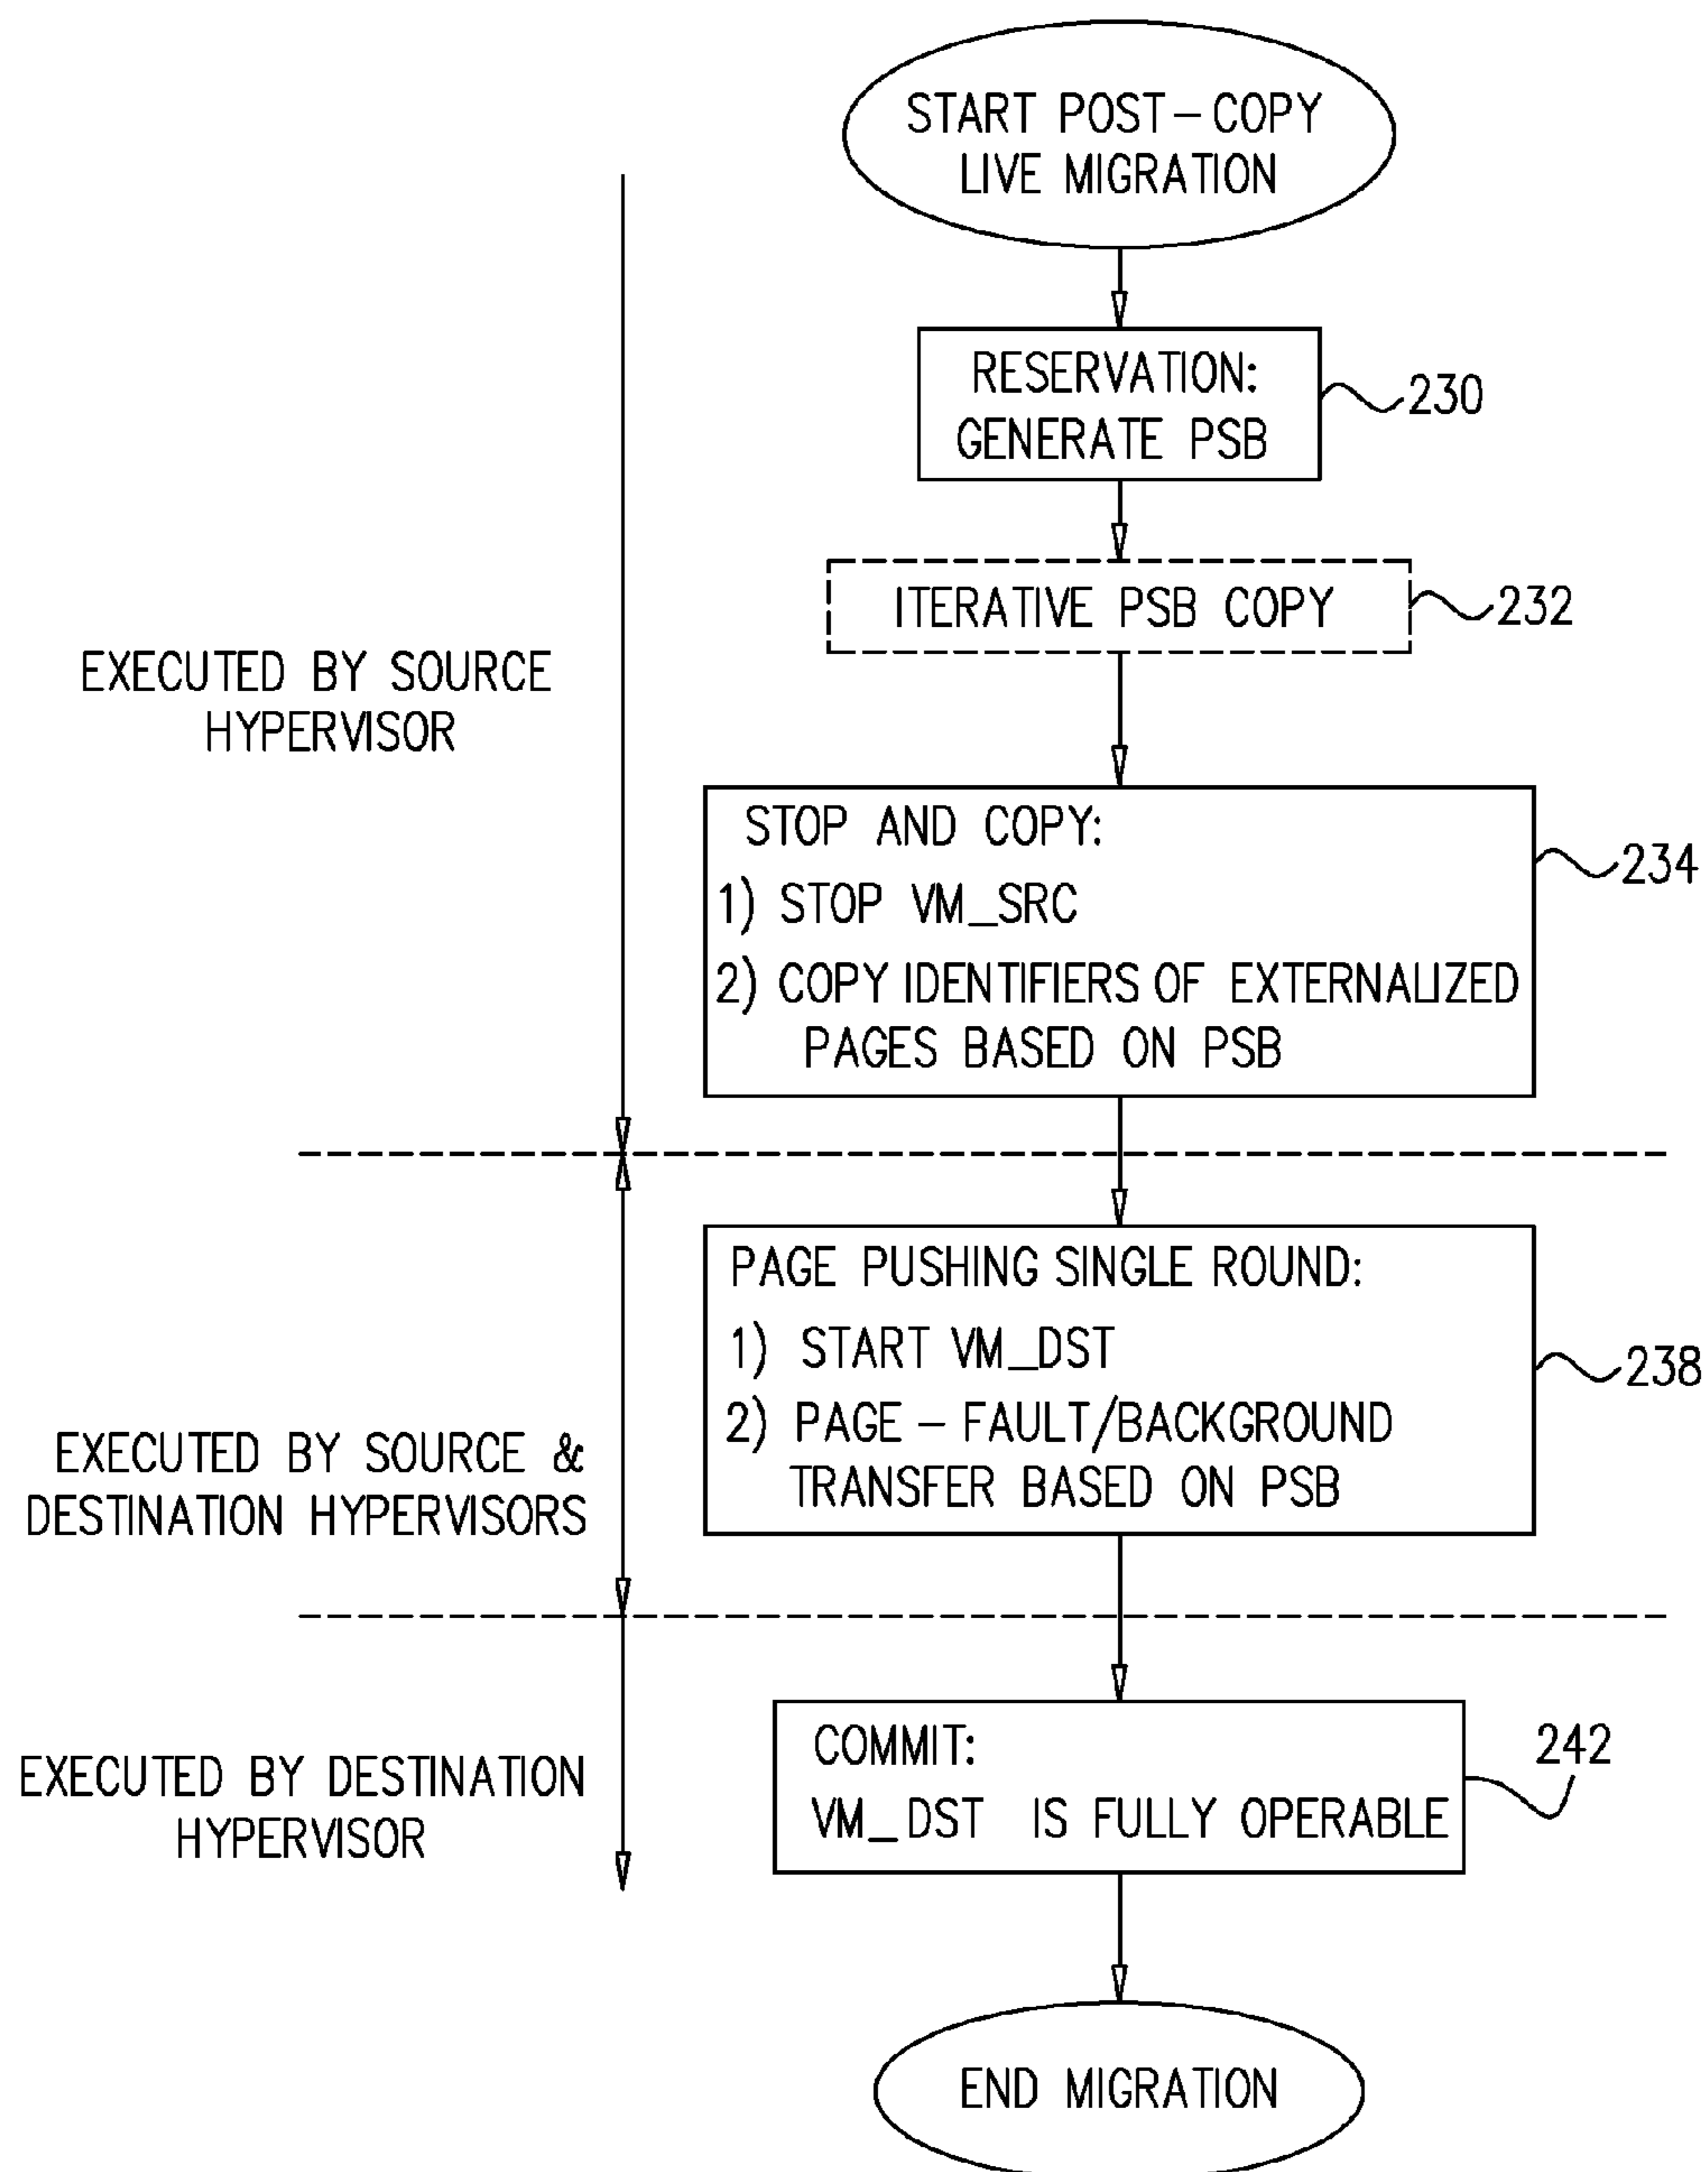 START POST-COPY
LIVE MIGRATION
RESERVATION:
GENERATE PSB
230
ITERATIVE PSB COPY
232
EXECUTED BY SOURCE
HYPERVISOR
STOP AND COPY:
1) STOP VM_SRC
2) COPY IDENTIFIERS OF EXTERNALIZED
PAGES BASED ON PSB
234
PAGE PUSHING SINGLE ROUND:
1) START VM_DST
2) PAGE-FAULT/BACKGROUND
TRANSFER BASED ON PSB
238
EXECUTED BY SOURCE &
DESTINATION HYPERVISORS
COMMIT:
VM_DST IS FULLY OPERABLE
242
EXECUTED BY DESTINATION
HYPERVISOR
END MIGRATION